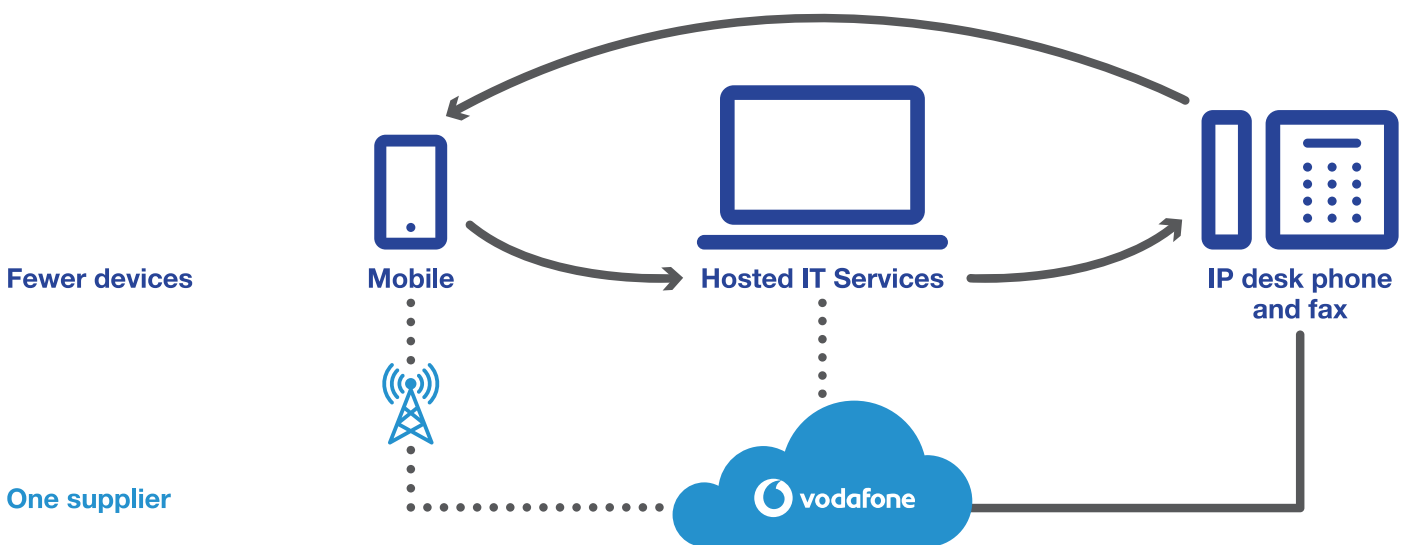 Fewer devices
Mobile
Hosted IT Services
IP desk phone
and fax
One supplier
vodafone